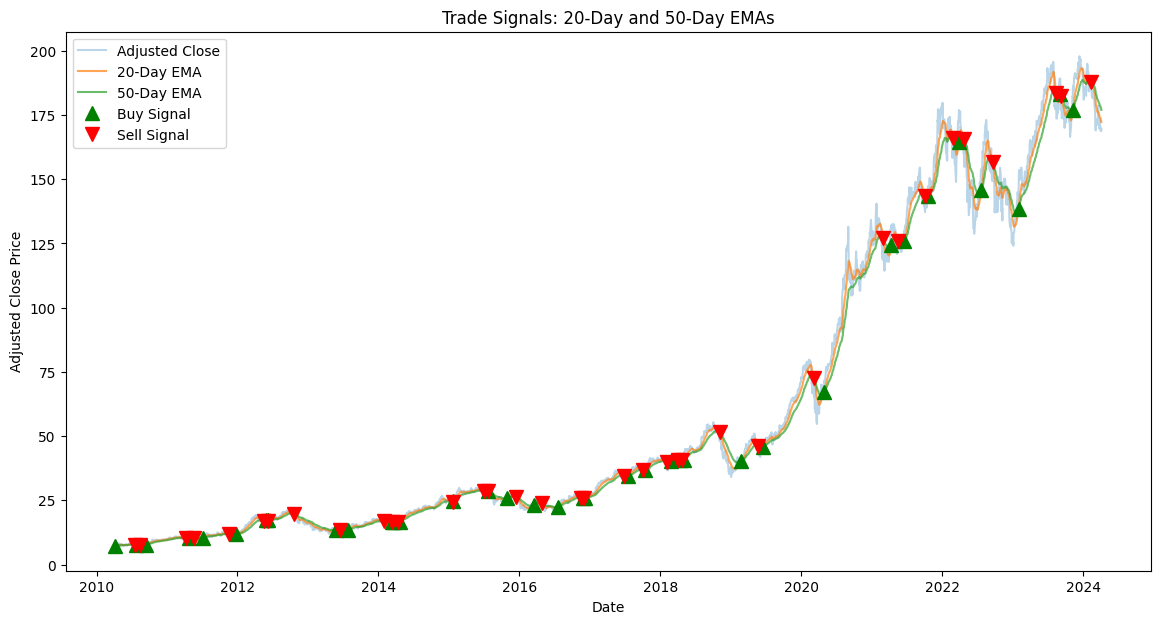 Trade Signals: 20-Day and 50-Day EMAs
Adjusted Close
20-Day EMA
50-Day EMA
Buy Signal
Sell Signal
Adjusted Close Price
200
175
150
125
100
75
50
25
0
2010
2012
2014
2016
2018
2020
2022
2024
Date